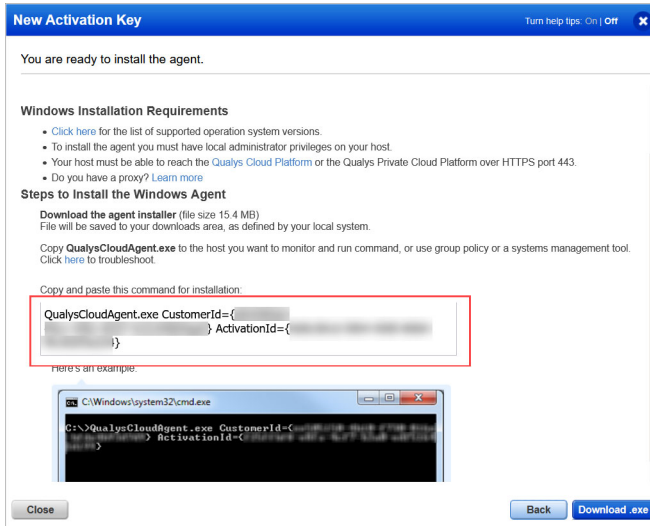 New Activation Key
Turn help tips: On | Off X
You are ready to install the agent.
Windows Installation Requirements
• Click here for the list of supported operation system versions.
• To install the agent you must have local administrator privileges on your host.
• Your host must be able to reach the Qualys Cloud Platform or the Qualys Private Cloud Platform over HTTPS port 443.
• Do you have a proxy? Learn more
Steps to Install the Windows Agent
Download the agent installer (file size 15.4 MB)
File will be saved to your downloads area, as defined by your local system.
Copy QualysCloudAgent.exe to the host you want to monitor and run command, or use group policy or a systems management tool.
Click here to troubleshoot.
Copy and paste this command for installation:
QualysCloudAgent.exe CustomerId={
} ActivationId={
}
Here's an example:
C:\Windows\system32\cmd.exe
C:\>QualysCloudAgent.exe CustomerId={
} ActivationId={
}
Close
Back
Download .exe